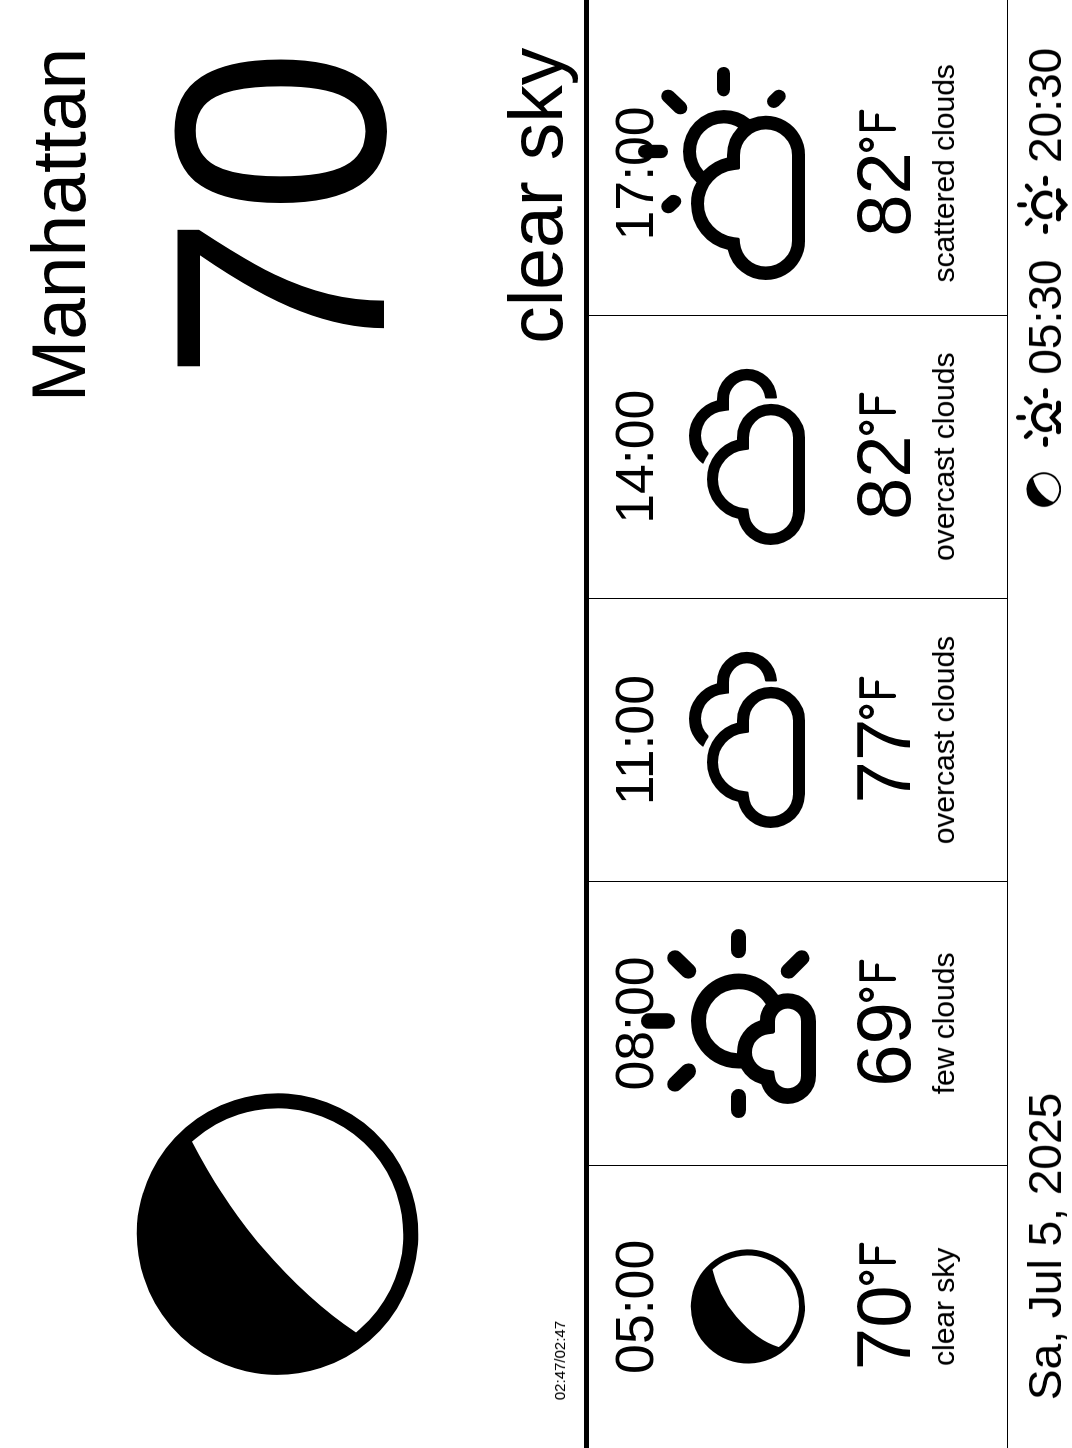 Manhattan
70
clear sky
02:47/02:47
05:00
70°F
clear sky
08:00
69°F
few clouds
11:00
77°F
overcast clouds
14:00
82°F
overcast clouds
17:00
82°F
scattered clouds
Sa, Jul 5, 2025
05:30
20:30